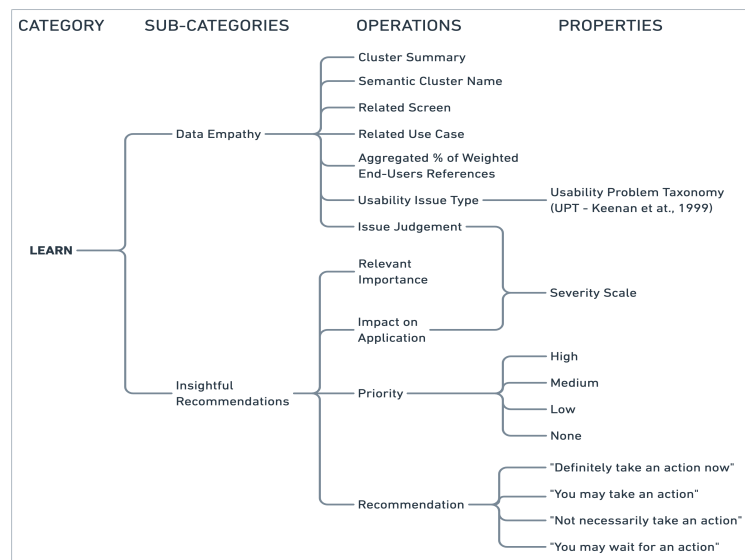 CATEGORY SUB-CATEGORIES OPERATIONS PROPERTIES
Cluster Summary
Semantic Cluster Name
Related Screen
Data Empathy
Related Use Case
Aggregated % of Weighted
End-Users References
Usability Issue Type
Usability Problem Taxonomy
(UPT - Keenan et at., 1999)
Issue Judgement
LEARN
Relevant
Importance
Severity Scale
Impact on
Application
High
Medium
Insightful
Recommendations
Priority
Low
None
"Definitely take an action now"
"You may take an action"
Recommendation
"Not necessarily take an action"
"You may wait for an action"